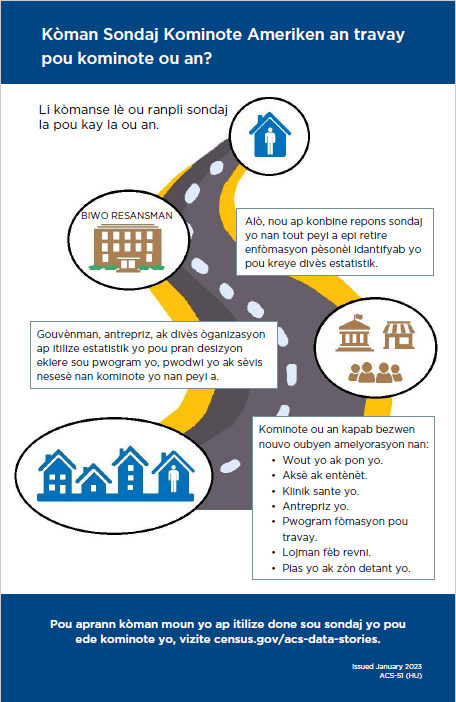 Kòman Sondaj Kominote Ameriken an travay
pou kominote ou an?
Li kòmanse lè ou ranpli sondaj
la pou kay la ou an.
BIWO RESANSMAN
Alò, nou ap konbine repons sondaj
yo nan tout peyi a epi retire
enfòmasyon pèsonèl idantifyab yo
pou kreye divès estatistik.
Gouvènman, antrepriz, ak divès òganizasyon
ap itilize estatistik yo pou pran desizyon
eklere sou pwogram yo, pwodwi yo ak sèvis
nesesè nan kominote yo nan peyi a.
Kominote ou an kapab bezwen
nouvo oubyen amelyorasyon nan:
• Wout yo ak pon yo.
• Aksè ak entènèt.
• Klinik sante yo.
• Antrepriz yo.
• Pwogram fòmasyon pou
travay.
• Lojman fèb revni.
• Plas yo ak zòn detant yo.
Pou aprann kòman moun yo ap itilize done sou sondaj yo pou
ede kominote yo, vizite census.gov/acs-data-stories.
Issued January 2023
ACS-51 (HU)